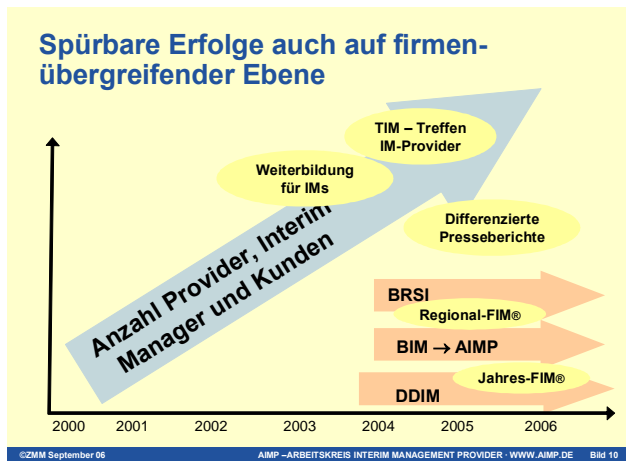 Spürbare Erfolge auch auf firmen-
übergreifender Ebene
TIM – Treffen
IM-Provider
Weiterbildung
für IMs
Differenzierte
Presseberichte
Anzahl Provider, Interim
Manager und Kunden
BRSI
Regional-FIM®
BIM → AIMP
Jahres-FIM®
DDIM
2000 2001 2002 2003 2004 2005 2006
©ZMM September 06 AIMP –ARBEITSKREIS INTERIM MANAGEMENT PROVIDER · WWW.AIMP.DE Bild 10